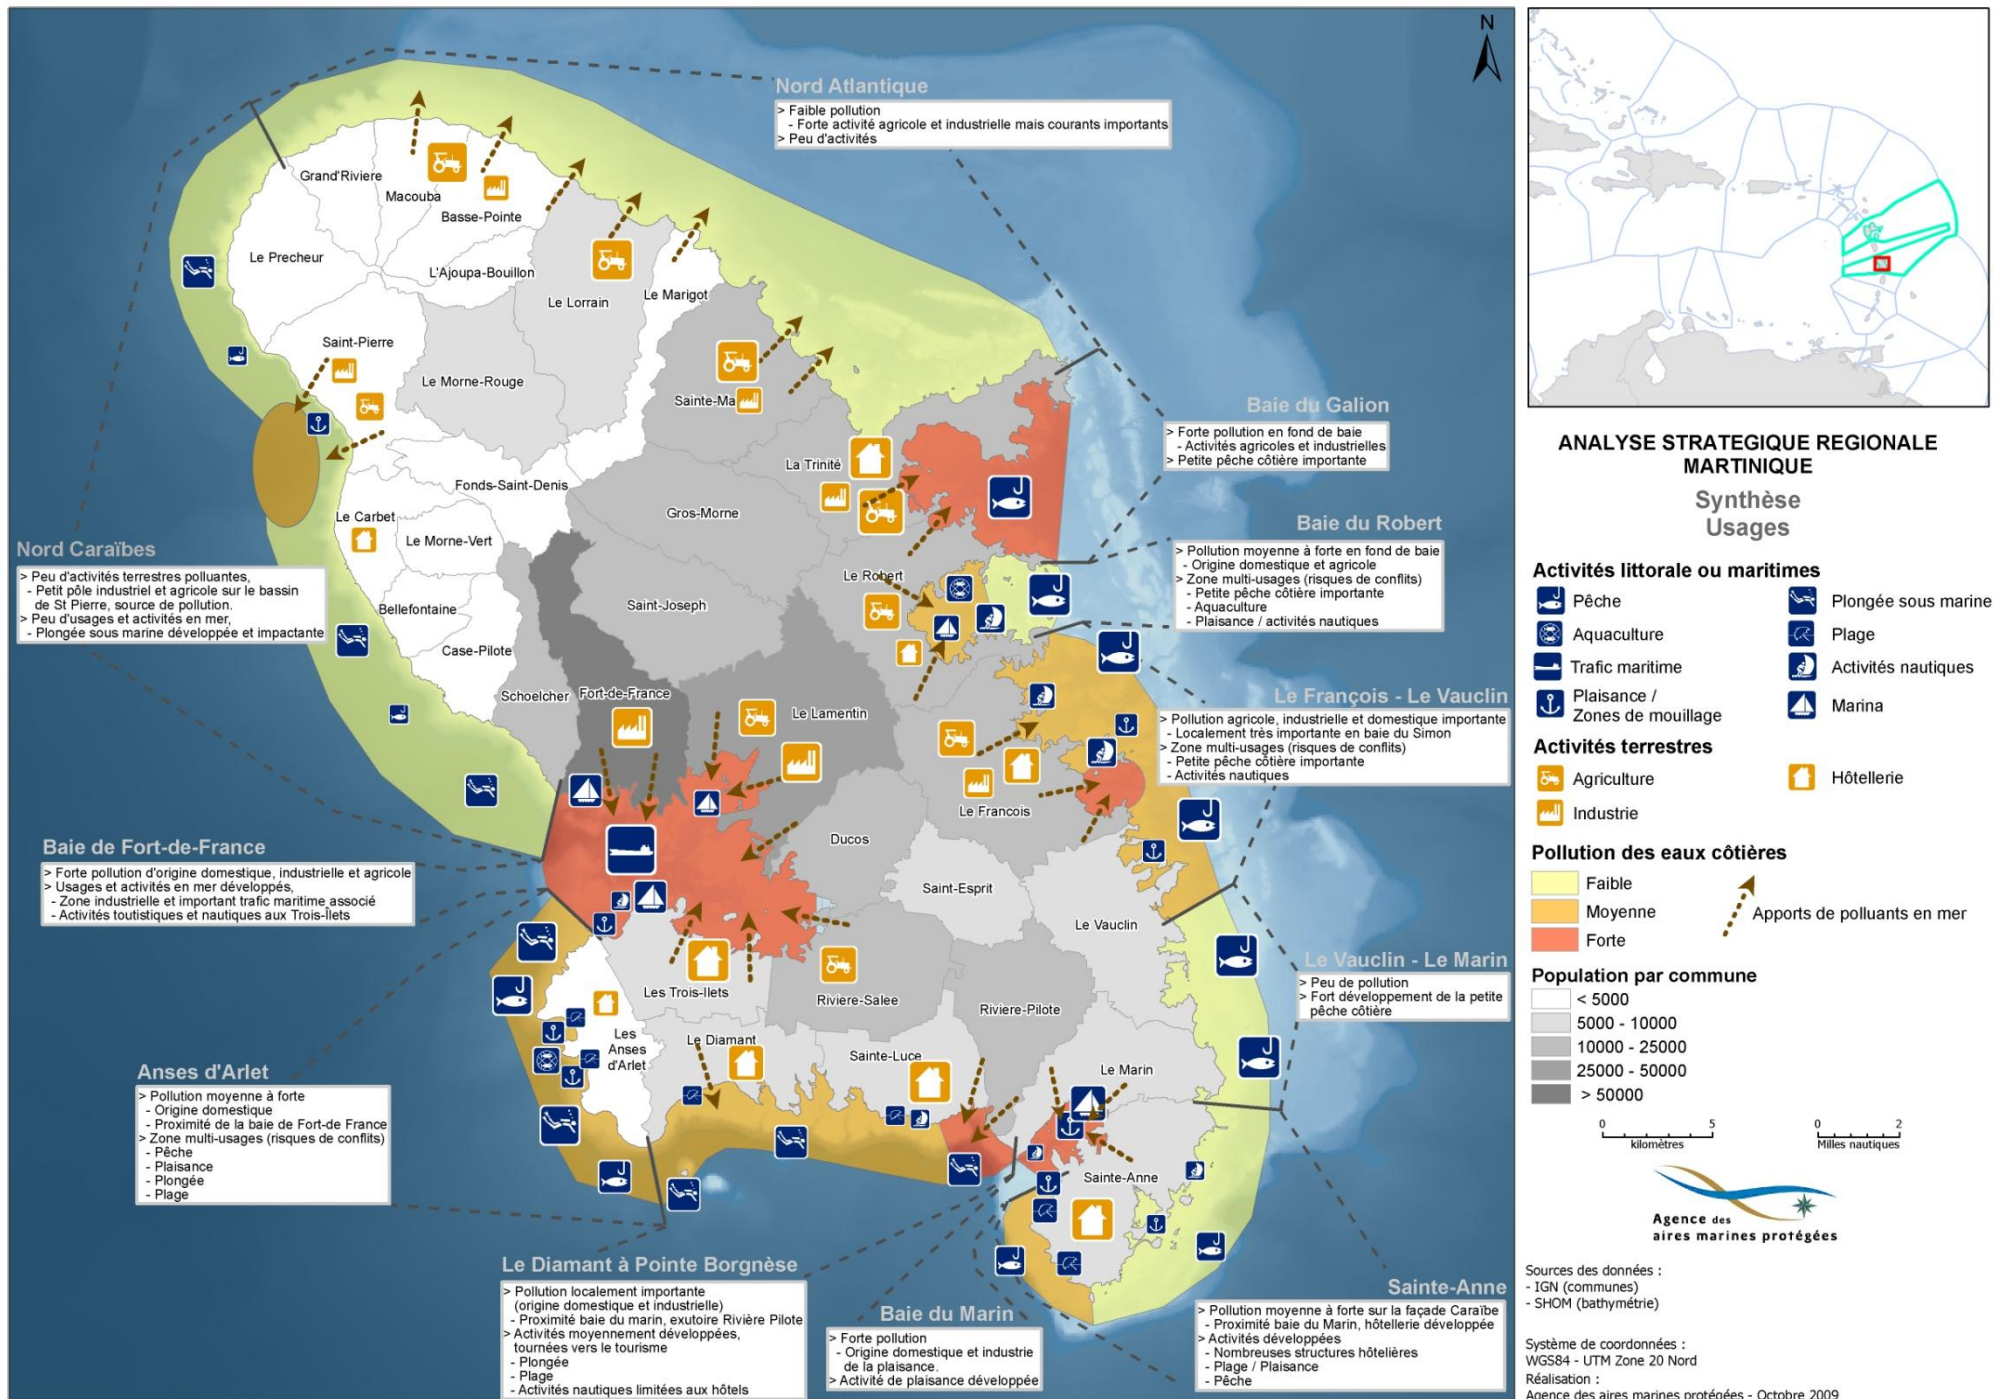 N
Nord Atlantique
> Faible pollution
- Forte activité agricole et industrielle mais courants importants
> Peu d'activités
Grand'Riviere
Macouba
Basse-Pointe
Le Precheur
L'Ajoupa-Bouillon
Le Lorrain
Le Marigot
Saint-Pierre
Le Morne-Rouge
Sainte-Ma
Baie du Galion
> Forte pollution en fond de baie
- Activités agricoles et industrielles
> Petite pêche côtière importante
La Trinité
Fonds-Saint-Denis
Gros-Morne
Le Carbet
Le Morne-Vert
Baie du Robert
> Pollution moyenne à forte en fond de baie
- Origine domestique et agricole
> Zone multi-usages (risques de conflits)
- Petite pêche côtière importante
- Aquaculture
- Plaisance / activités nautiques
Nord Caraïbes
> Peu d'activités terrestres polluantes,
- Petit pôle industriel et agricole sur le bassin
de St Pierre, source de pollution.
> Peu d'usages et activités en mer,
- Plongée sous marine développée et impactante
Le Robert
Saint-Joseph
Bellefontaine
Case-Pilote
Schoelcher
Fort-de-France
Le Lamentin
Le François - Le Vauclin
> Pollution agricole, industrielle et domestique importante
- Localement très importante en baie du Simon
> Zone multi-usages (risques de conflits)
- Petite pêche côtière importante
- Activités nautiques
Le Francois
Ducos
Baie de Fort-de-France
> Forte pollution d'origine domestique, industrielle et agricole
> Usages et activités en mer développés,
- Zone industrielle et important trafic maritime associé
- Activités toutistiques et nautiques aux Trois-Îlets
Saint-Esprit
Le Vauclin
Les Trois-Ilets
Riviere-Salee
Riviere-Pilote
Le Vauclin - Le Marin
> Peu de pollution
> Fort développement de la petite
pêche côtière
Les
Anses
d'Arlet
Le Diamant
Sainte-Luce
Le Marin
Anses d'Arlet
> Pollution moyenne à forte
- Origine domestique
- Proximité de la baie de Fort-de France
> Zone multi-usages (risques de conflits)
- Pêche
- Plaisance
- Plongée
- Plage
Sainte-Anne
Le Diamant à Pointe Borgnèse
> Pollution localement importante
(origine domestique et industrielle)
- Proximité baie du marin, exutoire Rivière Pilote
> Activités moyennement développées,
tournées vers le tourisme
- Plongée
- Plage
- Activités nautiques limitées aux hôtels
Baie du Marin
> Forte pollution
- Origine domestique et industrie
de la plaisance.
> Activité de plaisance développée
Sainte-Anne
> Pollution moyenne à forte sur la façade Caraïbe
- Proximité baie du Marin, hôtellerie développée
> Activités développées
- Nombreuses structures hôtelières
- Plage / Plaisance
- Pêche
ANALYSE STRATEGIQUE REGIONALE
MARTINIQUE
Synthèse
Usages
Activités littorale ou maritimes
Pêche
Plongée sous marine
Aquaculture
Plage
Trafic maritime
Activités nautiques
Plaisance /
Zones de mouillage
Marina
Activités terrestres
Agriculture
Hôtellerie
Industrie
Pollution des eaux côtières
Faible
Moyenne
Forte
Apports de polluants en mer
Population par commune
< 5000
5000 - 10000
10000 - 25000
25000 - 50000
> 50000
0 5
kilomètres
0 2
Milles nautiques
Agence des
aires marines protégées
Sources des données :
- IGN (communes)
- SHOM (bathymétrie)
Système de coordonnées :
WGS84 - UTM Zone 20 Nord
Réalisation :
Agence des aires marines protégées - Octobre 2009